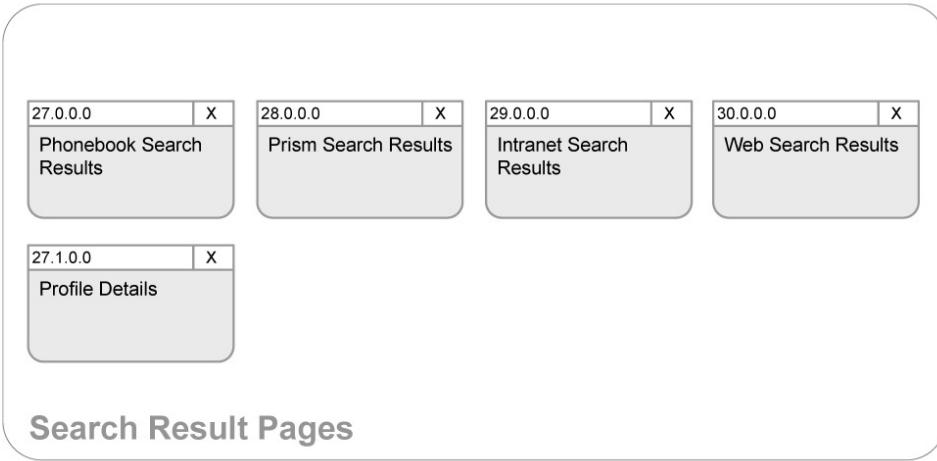 27.0.0.0 X
Phonebook Search
Results
28.0.0.0 X
Prism Search Results
29.0.0.0 X
Intranet Search
Results
30.0.0.0 X
Web Search Results
27.1.0.0 X
Profile Details
Search Result Pages